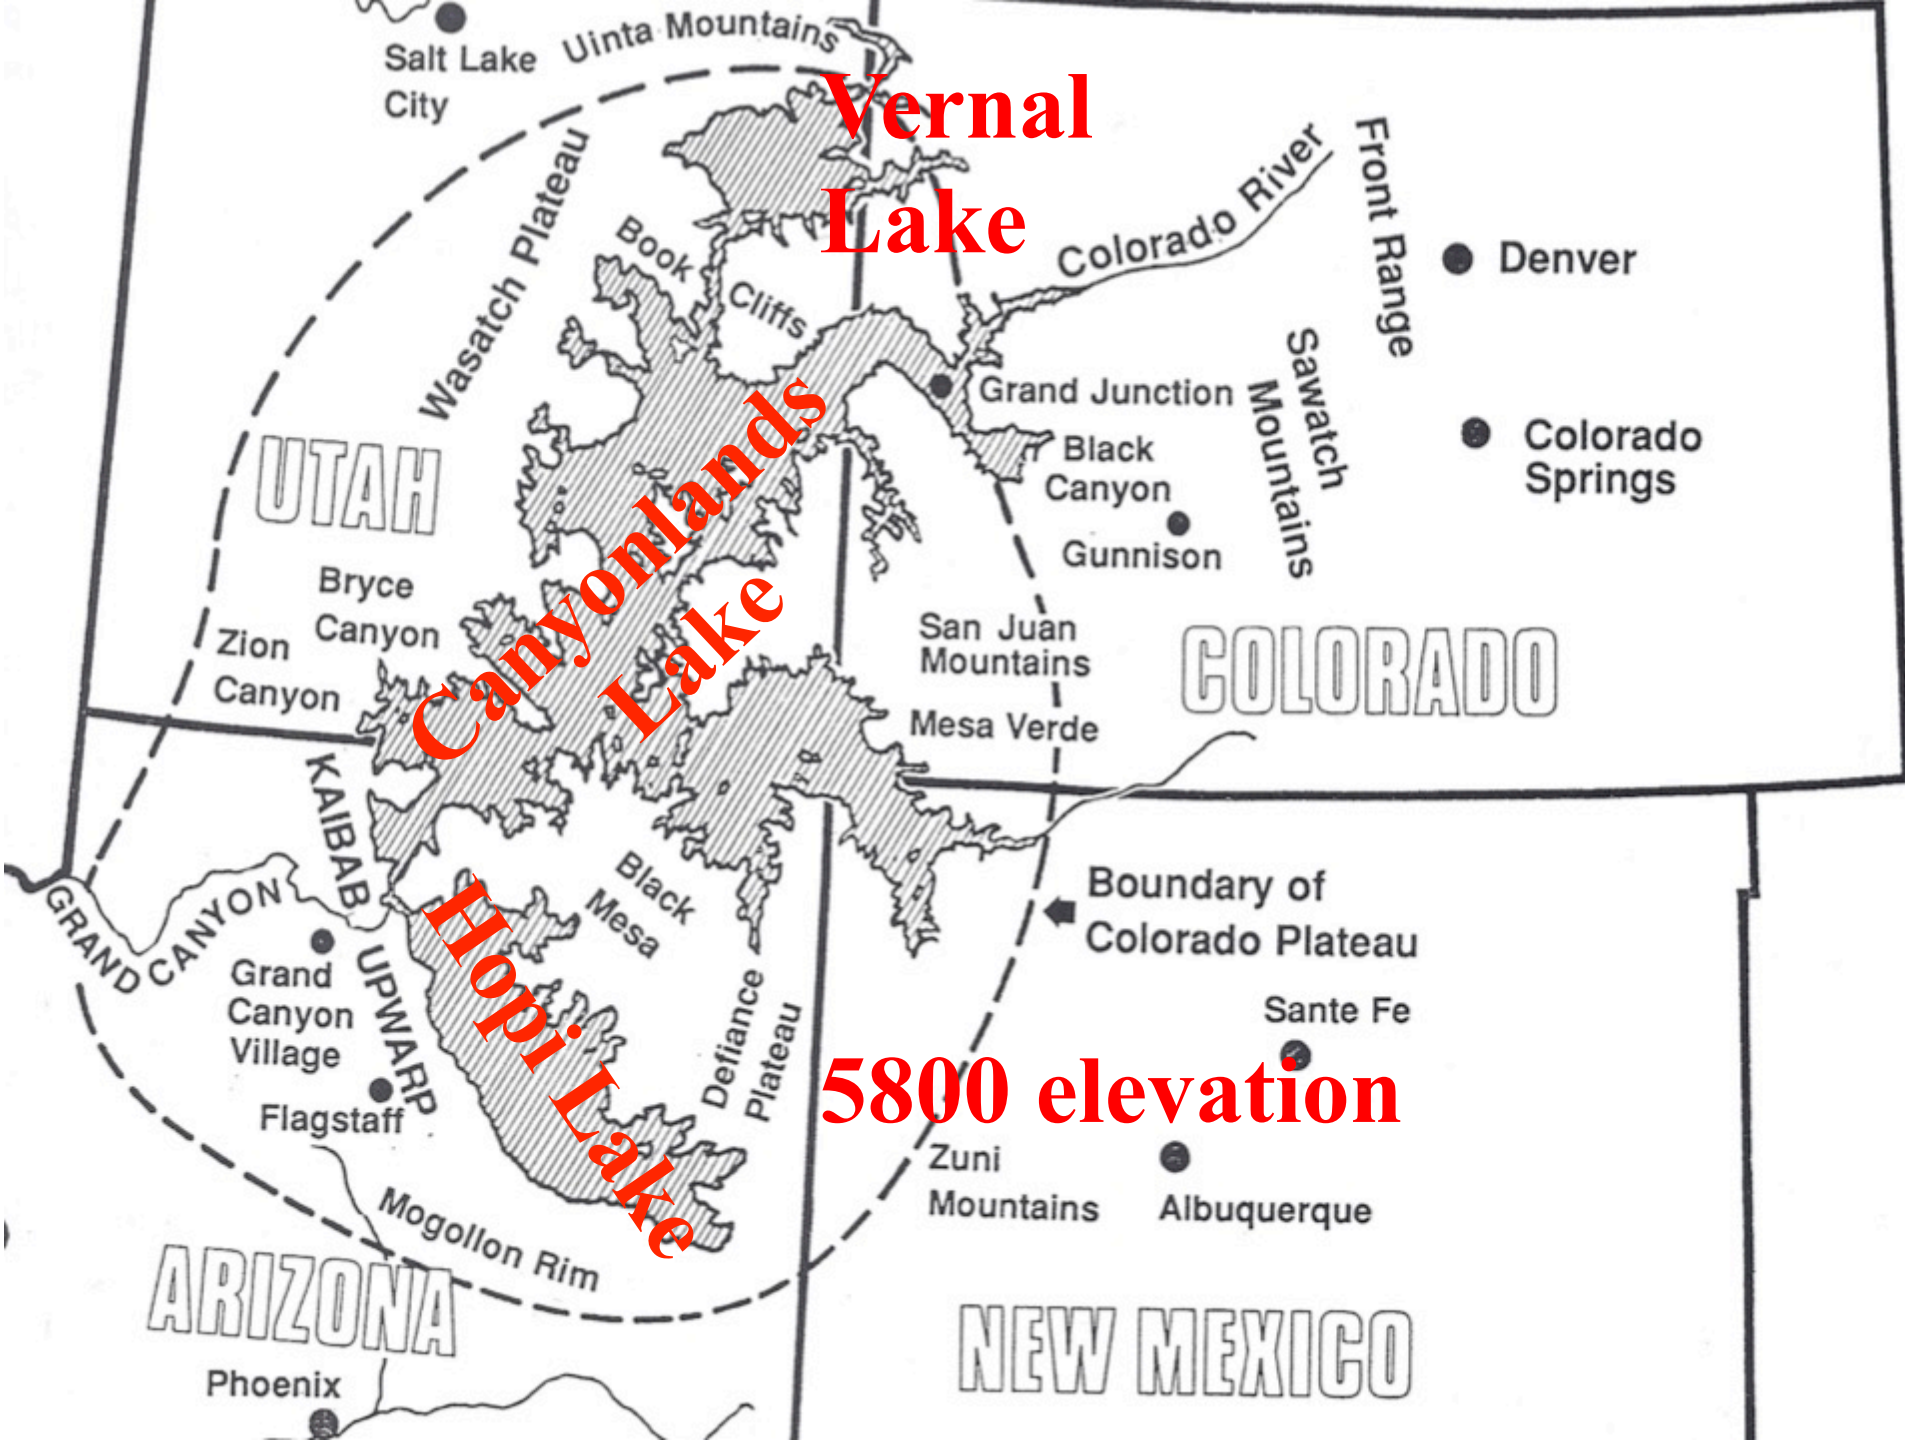 Salt Lake
City
Uinta Mountains
Vernal
Lake
Wasatch Plateau
Book
Cliffs
Colorado River
Front Range
Denver
Sawatch
Mountains
Grand Junction
Black
Canyon
Gunnison
Colorado
Springs
UTAH
Canyonlands
Lake
Bryce
Canyon
Zion
Canyon
San Juan
Mountains
Mesa Verde
COLORADO
KAIBAB
UPWARP
GRAND
CANYON
Grand
Canyon
Village
Flagstaff
Hopi Lake
Black
Mesa
Defiance
Plateau
Boundary of
Colorado Plateau
Sante Fe
5800 elevation
Zuni
Mountains
Albuquerque
Mogollon Rim
ARIZONA
Phoenix
NEW MEXICO